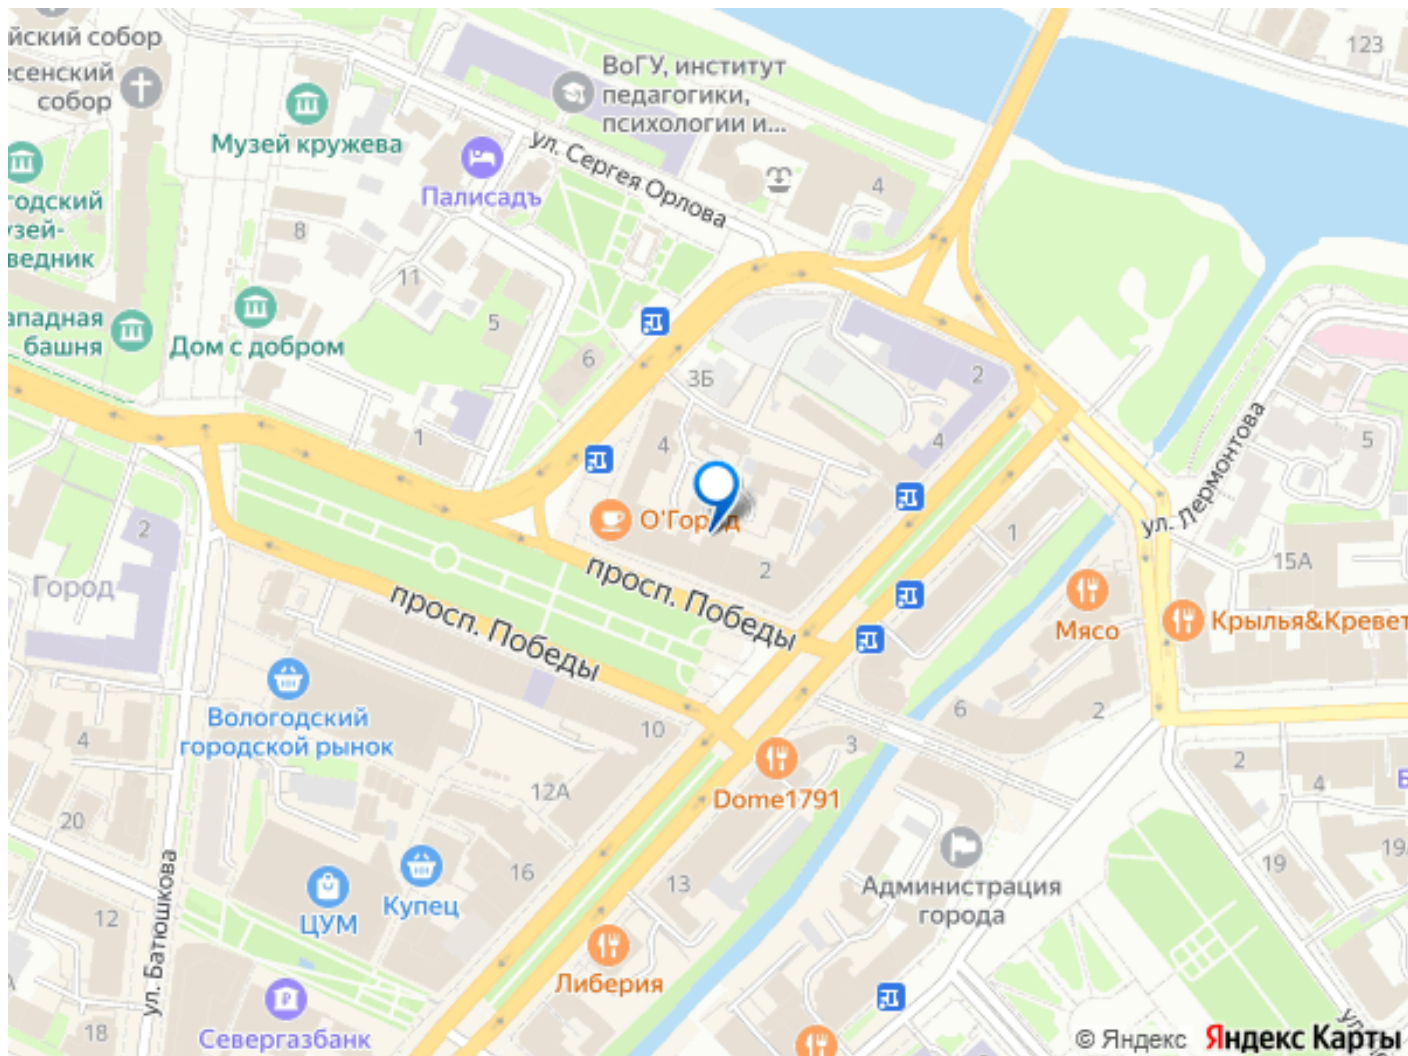 йский собор
есенский
собор
Музей кружева
Палисадъ
ВоГУ, институт
педагогики,
психологии и...
ул. Сергея Орлова
123
4
годский
узей-
ведник
8
11
5
6
ападная
башня
Дом с добром
3Б
2
4
4
1
5
ул. Лермонтова
О'Город
2
Город
просп. Победы
просп. Победы
2
1
15А
Мясо
Крылья&Кревет
Вологодский
городской рынок
10
6
2
3
Dome1791
4
12А
2
4
20
16
13
19
19
Купец
ЦУМ
Администрация
города
12
ул. Батюшкова
Либерия
Севергазбанк
18
© Яндекс Яндекс Карты